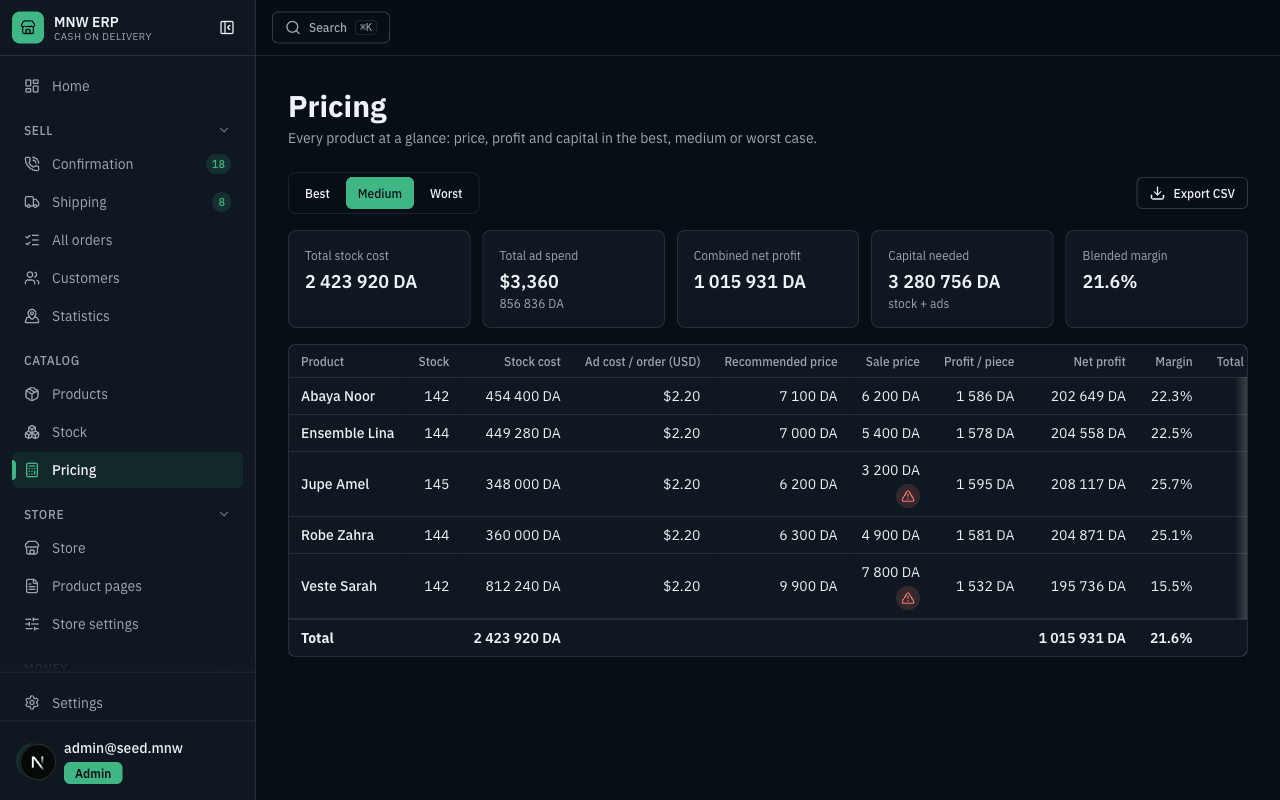 MNW ERP
CASH ON DELIVERY
Search ⌘K
Home
SELL
Confirmation 18
Shipping 8
All orders
Customers
Statistics
CATALOG
Products
Stock
Pricing
STORE
Store
Product pages
Store settings
MONEY
Settings
N
admin@seed.mnw
Admin
Pricing
Every product at a glance: price, profit and capital in the best, medium or worst case.
Best Medium Worst
Export CSV
Total stock cost
2 423 920 DA
Total ad spend
$3,360
856 836 DA
Combined net profit
1 015 931 DA
Capital needed
3 280 756 DA
stock + ads
Blended margin
21.6%
Product Stock Stock cost Ad cost / order (USD) Recommended price Sale price Profit / piece Net profit Margin Total
Abaya Noor 142 454 400 DA $2.20 7 100 DA 6 200 DA 1 586 DA 202 649 DA 22.3%
Ensemble Lina 144 449 280 DA $2.20 7 000 DA 5 400 DA 1 578 DA 204 558 DA 22.5%
Jupe Amel 145 348 000 DA $2.20 6 200 DA 3 200 DA 1 595 DA 208 117 DA 25.7%
Robe Zahra 144 360 000 DA $2.20 6 300 DA 4 900 DA 1 581 DA 204 871 DA 25.1%
Veste Sarah 142 812 240 DA $2.20 9 900 DA 7 800 DA 1 532 DA 195 736 DA 15.5%
Total 2 423 920 DA 1 015 931 DA 21.6%